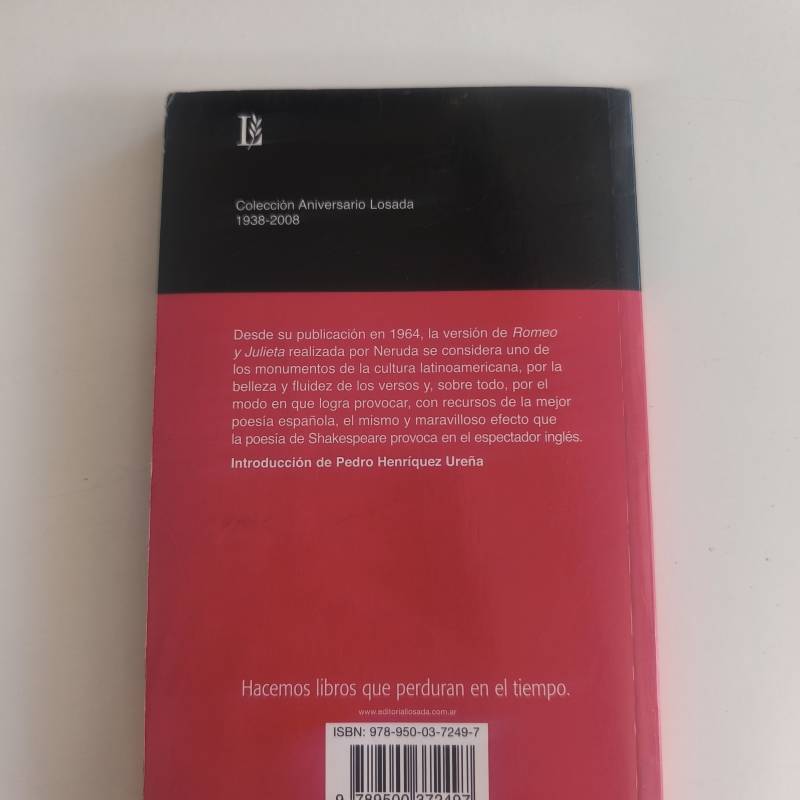 L
Colección Aniversario Losada
1938-2008
Desde su publicación en 1964, la versión de Romeo
y Julieta realizada por Neruda se considera uno de
los monumentos de la cultura latinoamericana, por la
belleza y fluidez de los versos y, sobre todo, por el
modo en que logra provocar, con recursos de la mejor
poesía española, el mismo y maravilloso efecto que
la poesía de Shakespeare provoca en el espectador inglés.
Introducción de Pedro Henríquez Ureña
Hacemos libros que perduran en el tiempo.
www.editoriallosada.com.ar
ISBN: 978-950-03-7249-7
9 789500 372497